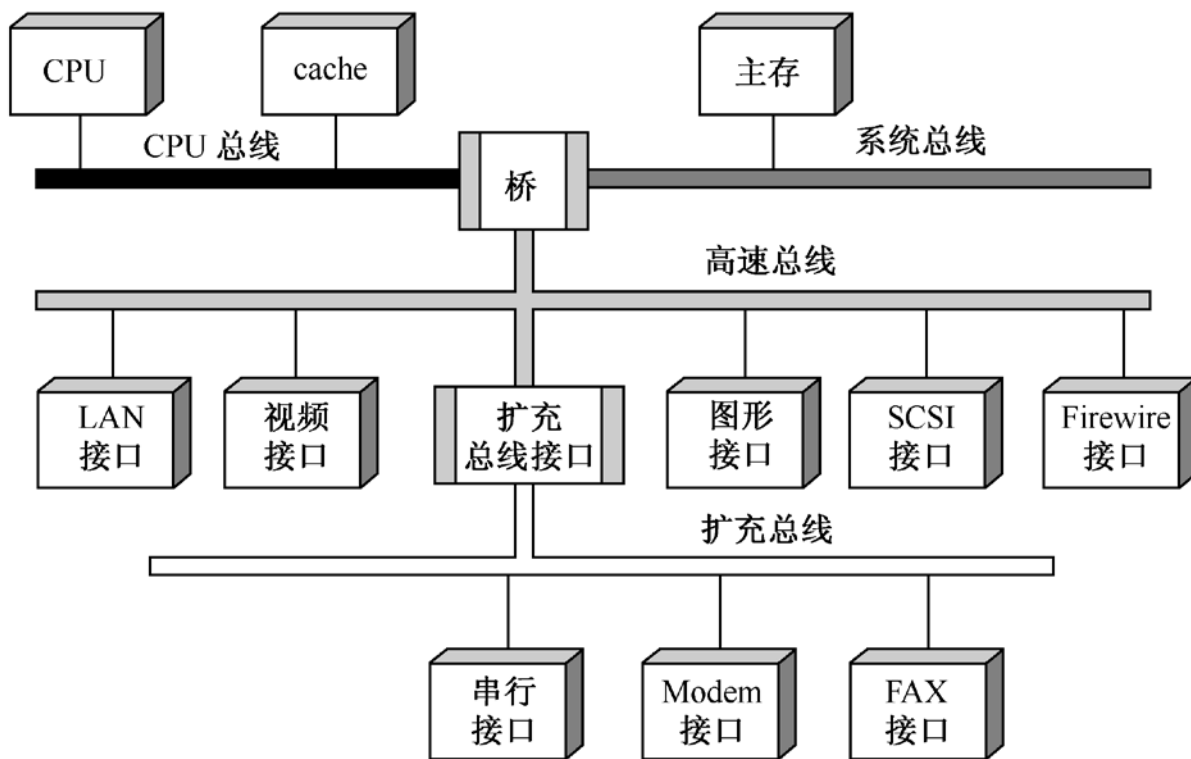 CPU
cache
主存
CPU 总线
系统总线
桥
高速总线
LAN
接口
视频
接口
扩充
总线接口
图形
接口
SCSI
接口
Firewire
接口
扩充总线
串行
接口
Modem
接口
FAX
接口